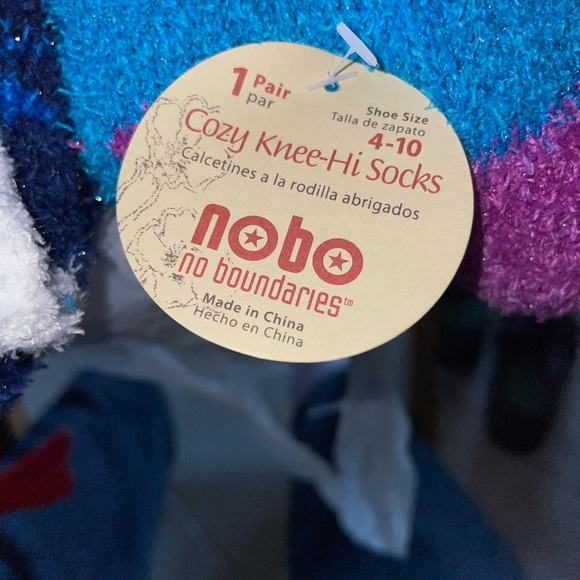 1 Pair
par
Shoe Size
Talla de zapato
4-10
Cozy Knee-Hi Socks
Calcetines a la rodilla abrigados
nobo
no boundaries™
Made in China
Hecho en China